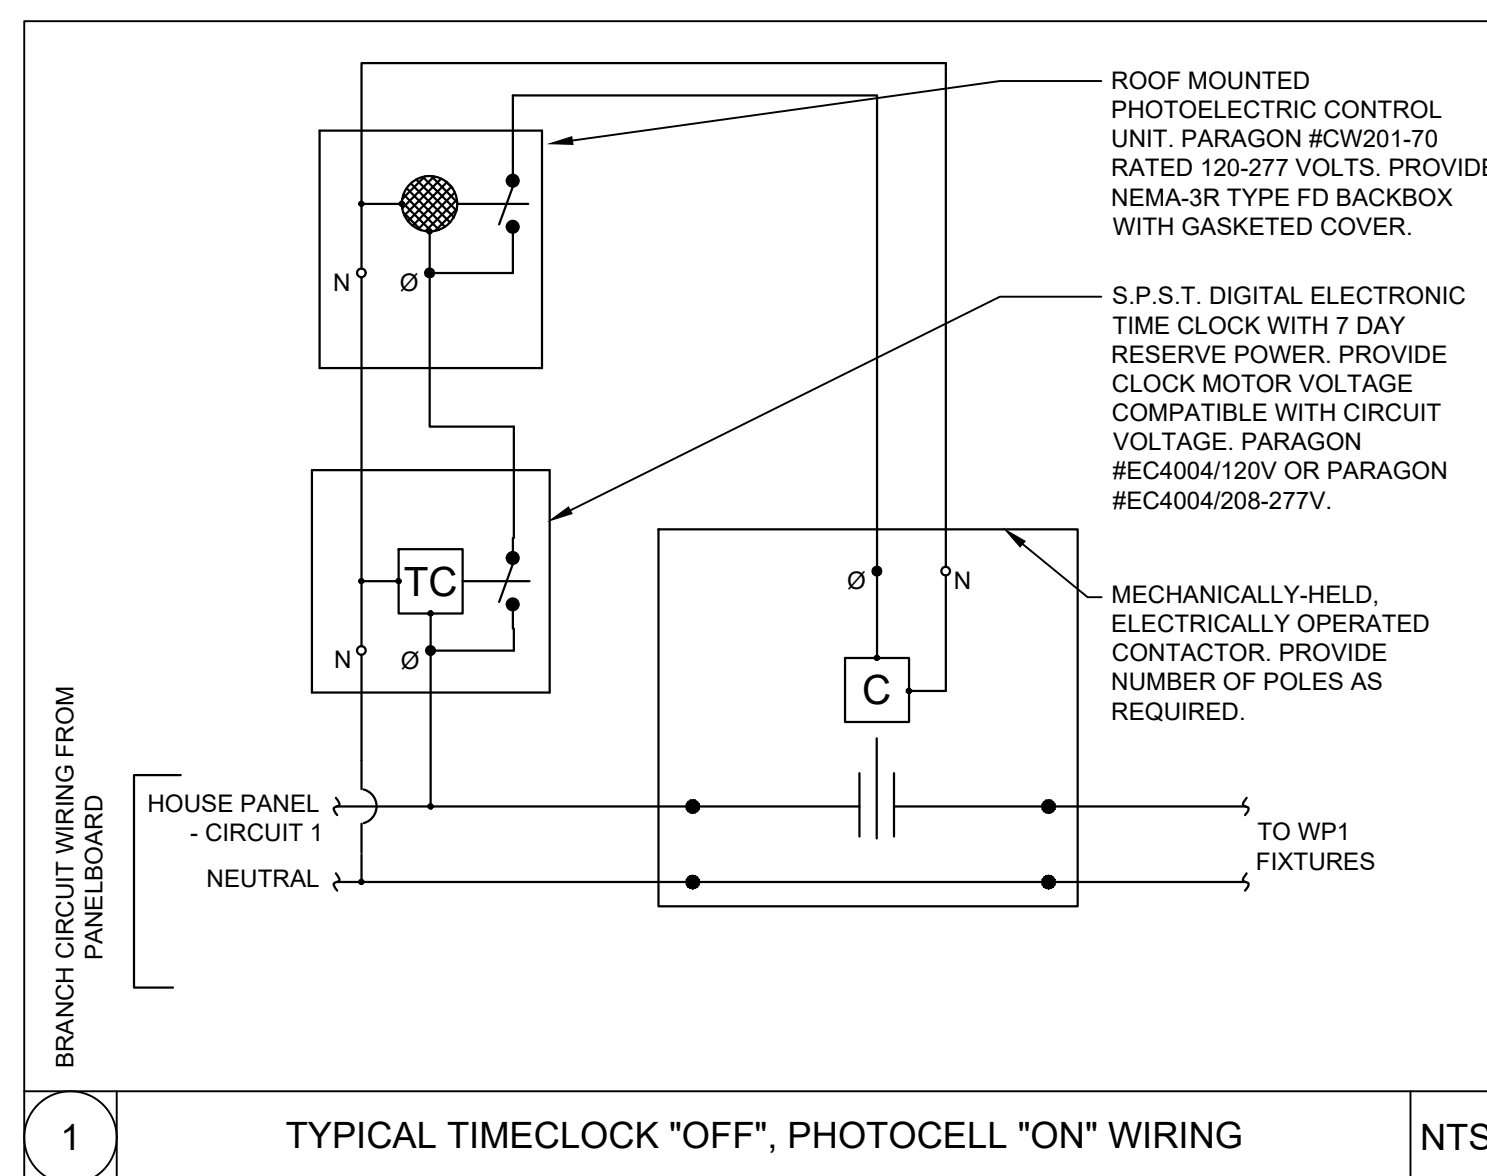 ROOF MOUNTED
PHOTOELECTRIC CONTROL
UNIT. PARAGON #CW201-70
RATED 120-277 VOLTS. PROVIDE
NEMA-3R TYPE FD BACKBOX
WITH GASKETED COVER.
N
Ø
S.P.S.T. DIGITAL ELECTRONIC
TIME CLOCK WITH 7 DAY
RESERVE POWER. PROVIDE
CLOCK MOTOR VOLTAGE
COMPATIBLE WITH CIRCUIT
VOLTAGE. PARAGON
#EC4004/120V OR PARAGON
#EC4004/208-277V.
TC
N
Ø
Ø
N
C
MECHANICALLY-HELD,
ELECTRICALLY OPERATED
CONTACTOR. PROVIDE
NUMBER OF POLES AS
REQUIRED.
BRANCH CIRCUIT WIRING FROM
PANELBOARD
HOUSE PANEL
- CIRCUIT 1
NEUTRAL
TO WP1
FIXTURES
1
TYPICAL TIMECLOCK "OFF", PHOTOCELL "ON" WIRING
NTS